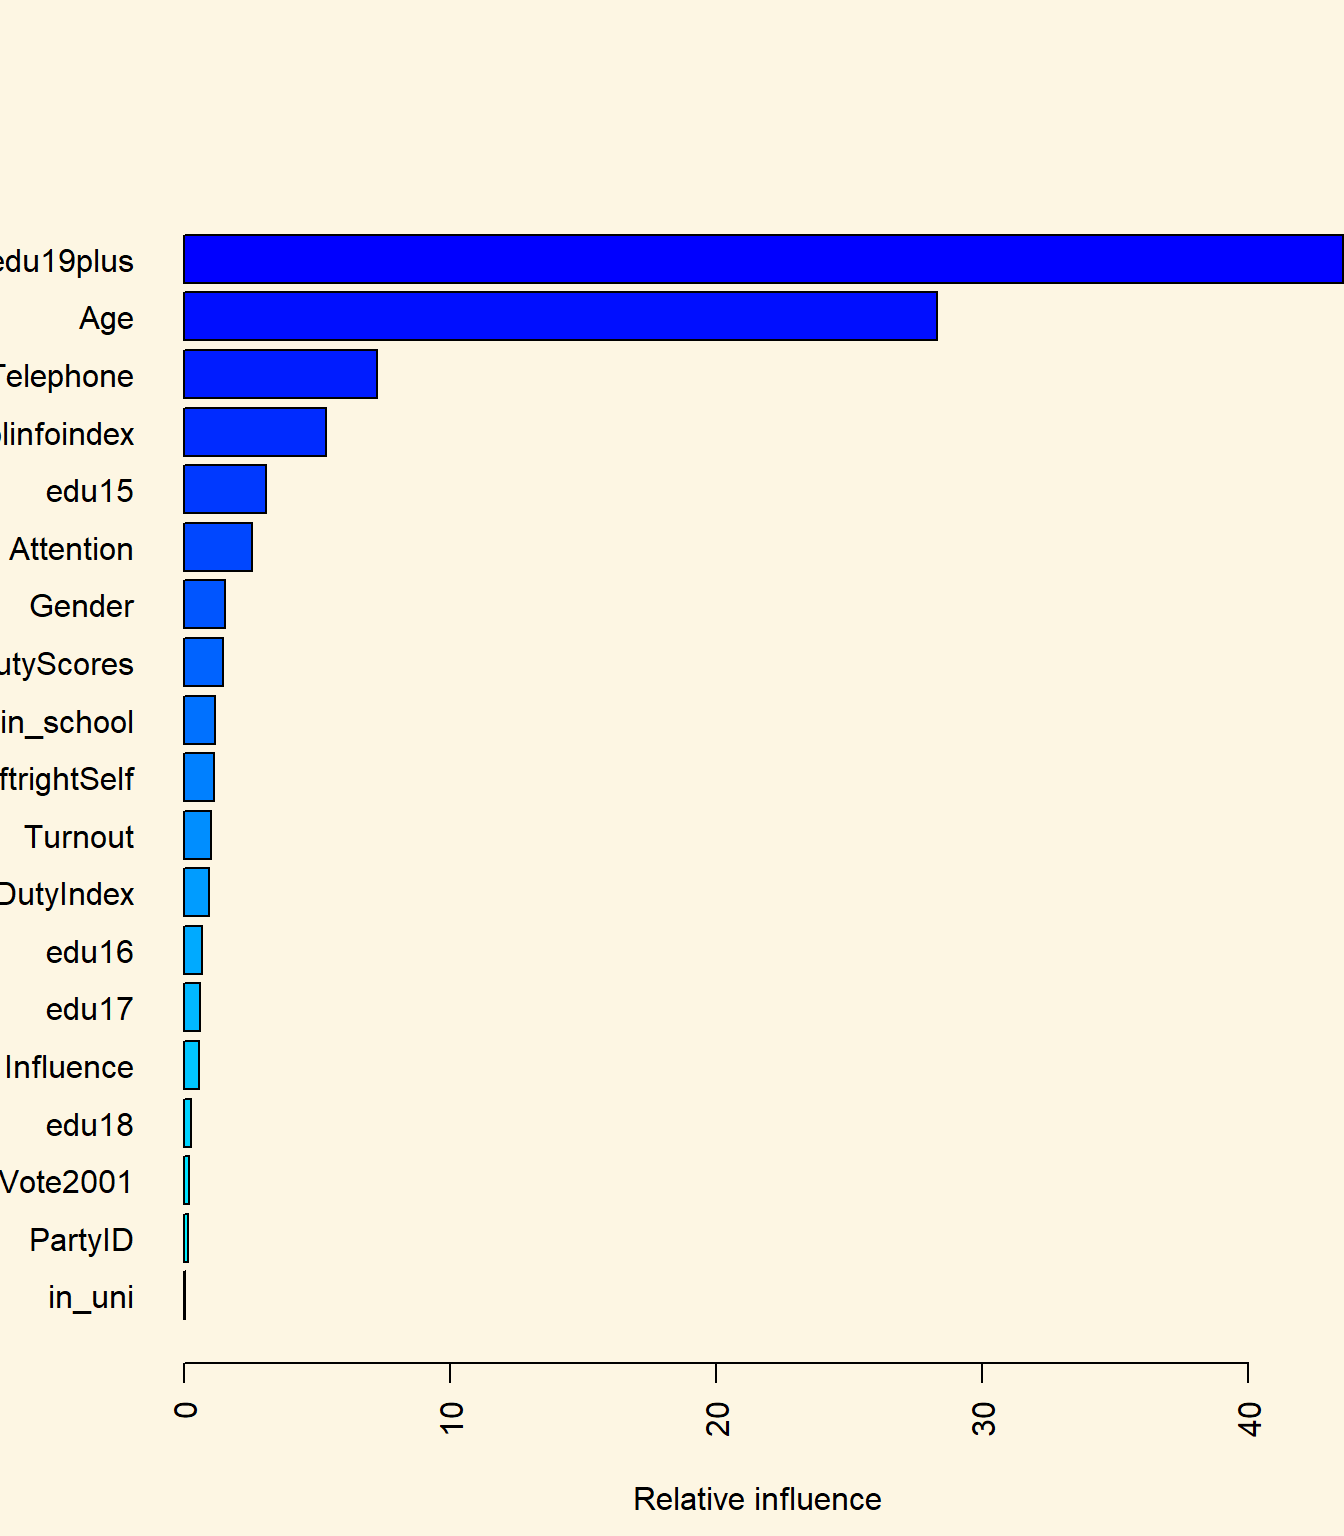 edu19plus
Age
Telephone
linfoindex
edu15
Attention
Gender
utyScores
in_school
ftrightSelf
Turnout
DutyIndex
edu16
edu17
Influence
edu18
Vote2001
PartyID
in_uni
0 10 20 30 40
Relative influence